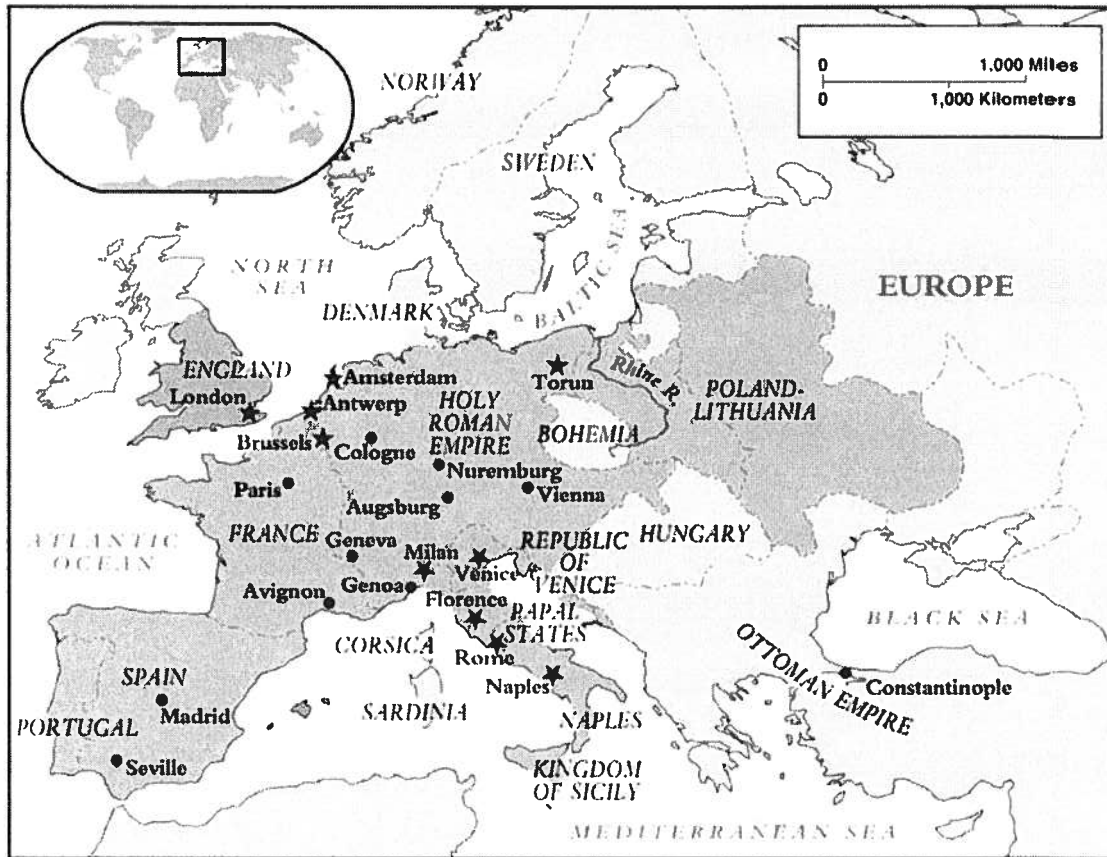 0 1,000 Miles
0 1,000 Kilometers
NORWAY
SWEDEN
NORTH
SEA
BALTIC SEA
EUROPE
DENMARK
ENGLAND
London
Amsterdam
Antwerp
Torun
Rhine R.
POLAND-
LITHUANIA
HOLY
ROMAN
EMPIRE
BOHEMIA
Brussels
Cologne
Nuremburg
Paris
Augsburg
Vienna
ATLANTIC
OCEAN
FRANCE
Geneva
Milan
Venice
REPUBLIC
OF
VENICE
HUNGARY
Avignon
Genoa
Florence
PAPAL
STATES
CORSICA
Rome
BLACK SEA
OTTOMAN EMPIRE
Constantinople
SPAIN
Madrid
SARDINIA
Naples
NAPLES
PORTUGAL
Seville
KINGDOM
OF SICILY
MEDITERRANEAN SEA